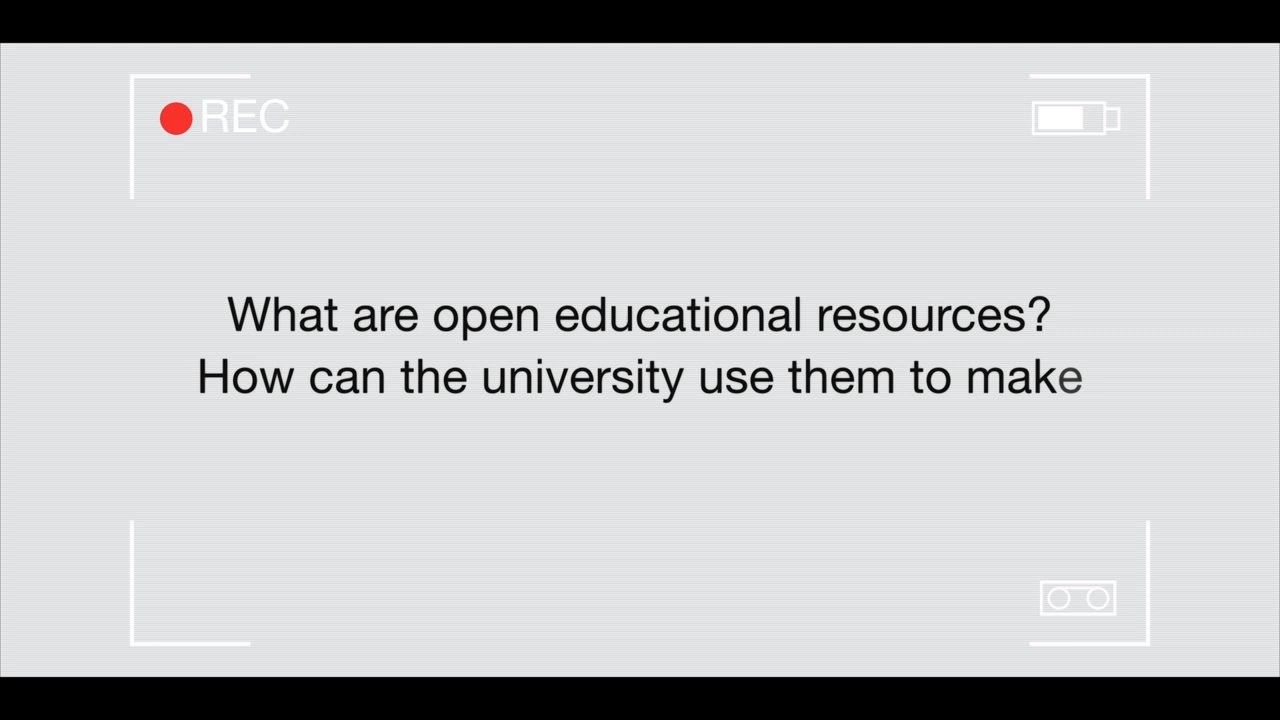 REC
What are open educational resources?
How can the university use them to make